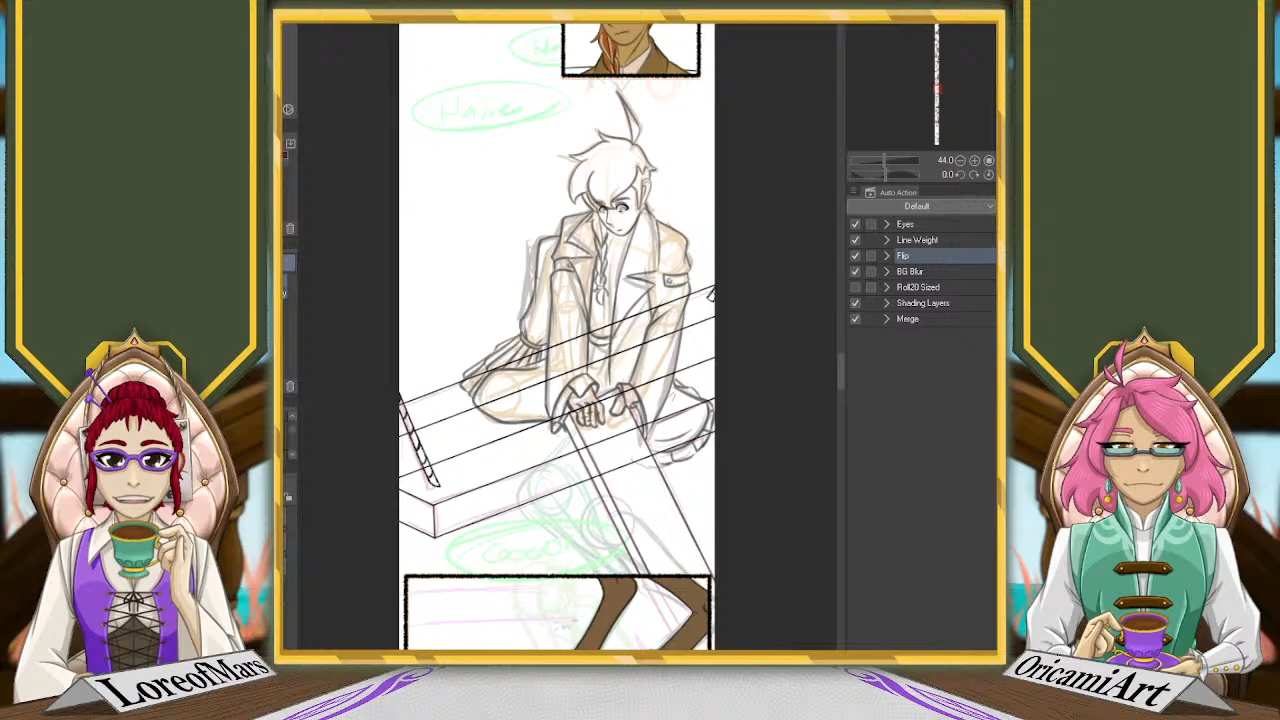 44.0
0.0
Auto Action
Default
Eyes
Line Weight
Flip
BG Blur
Roll20 Sized
Shading Layers
Merge
LoreofMars
OricamiArt